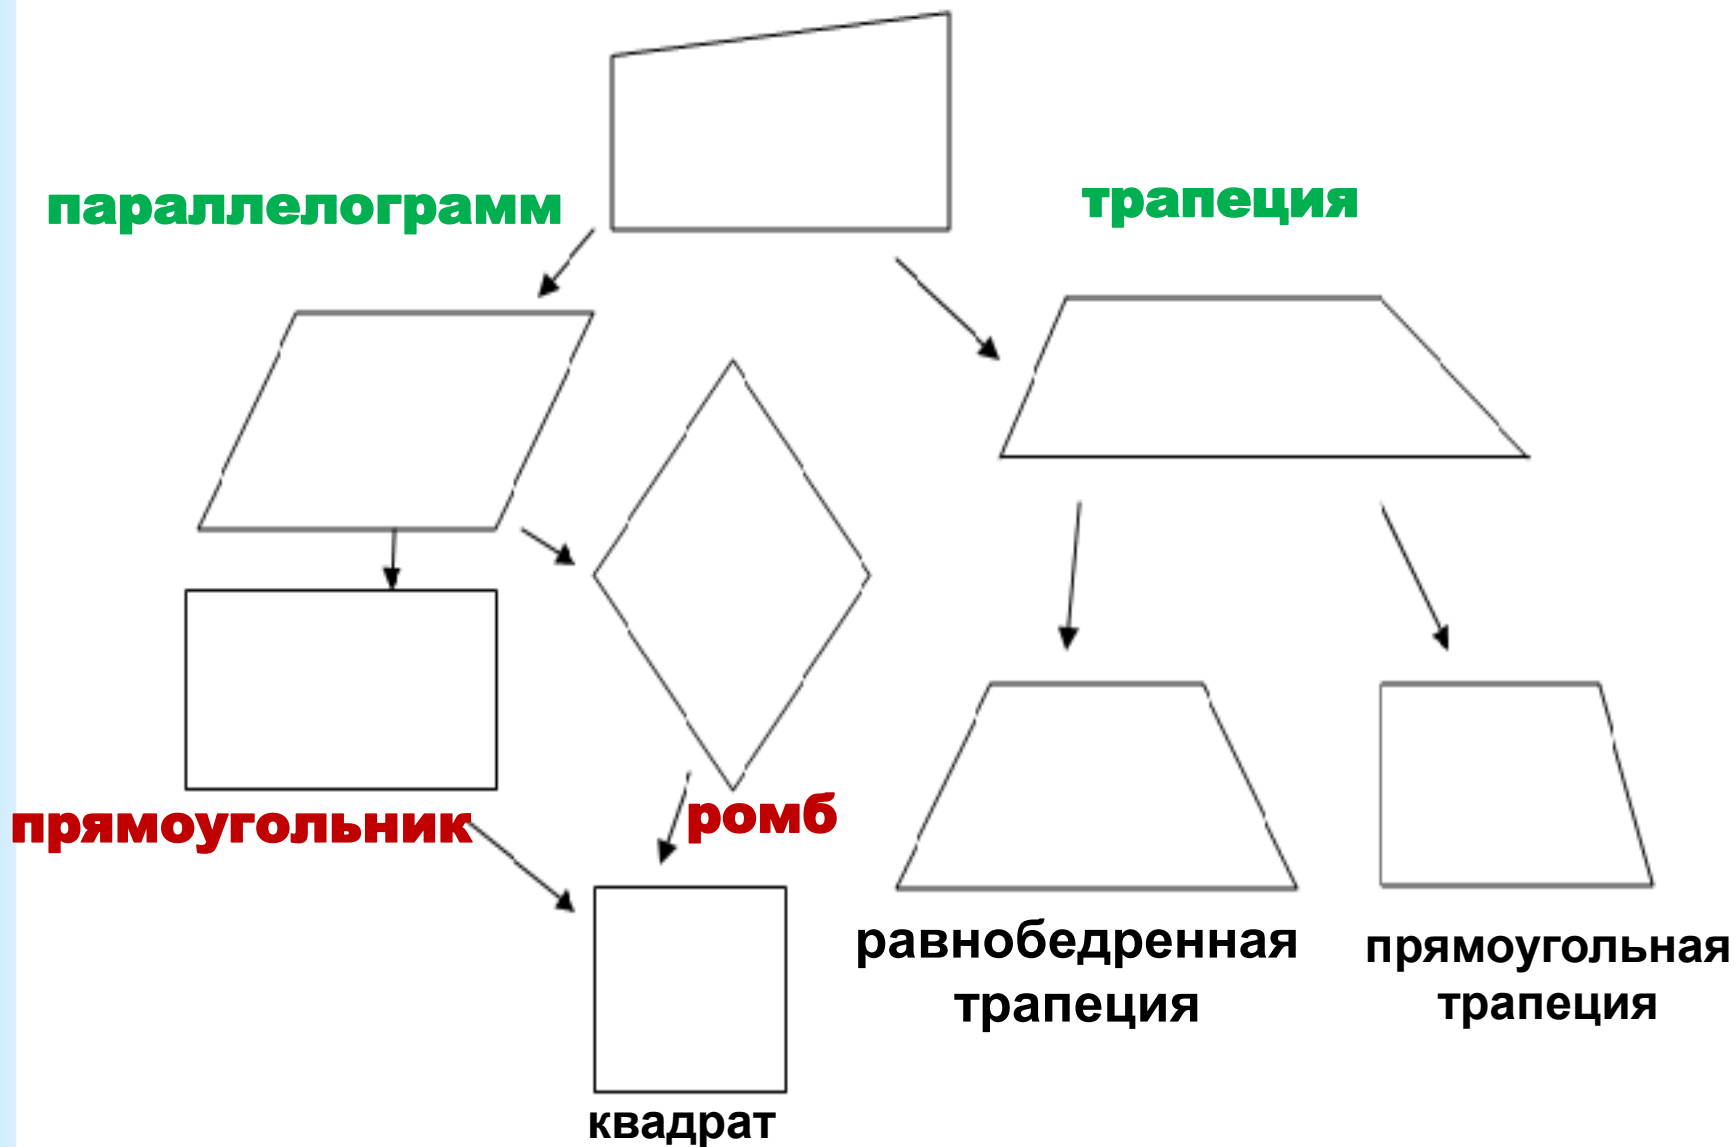 параллелограмм
трапеция
прямоугольник
ромб
равнобедренная
трапеция
прямоугольная
трапеция
квадрат